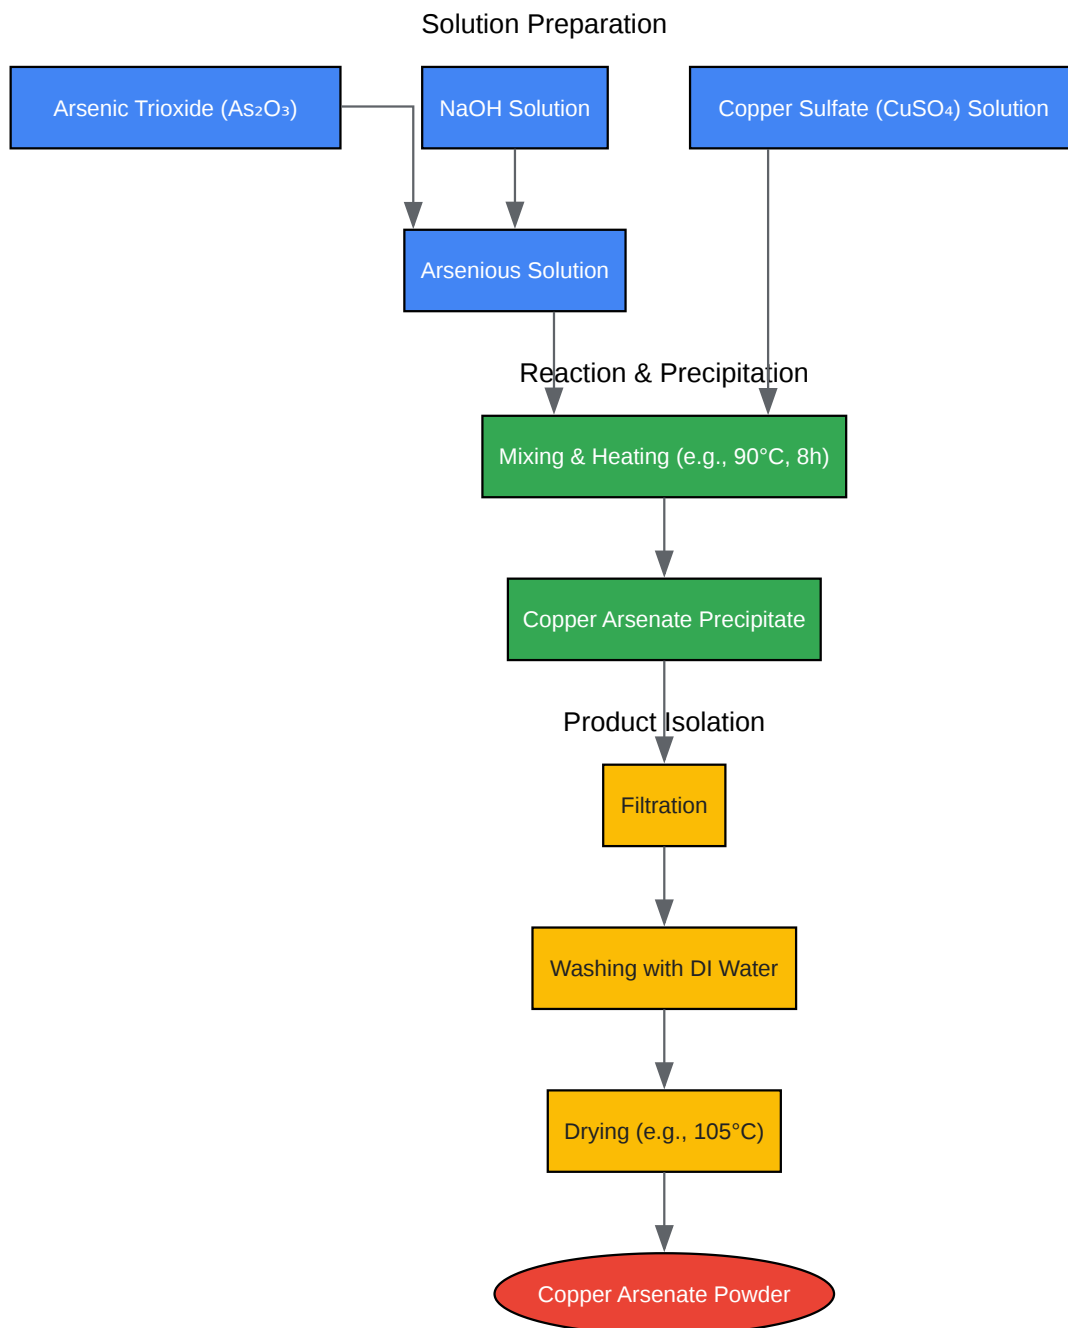 Solution Preparation
Arsenic Trioxide (As₂O₃)
NaOH Solution
Copper Sulfate (CuSO₄) Solution
Arsenious Solution
Reaction & Precipitation
Mixing & Heating (e.g., 90°C, 8h)
Copper Arsenate Precipitate
Product Isolation
Filtration
Washing with DI Water
Drying (e.g., 105°C)
Copper Arsenate Powder